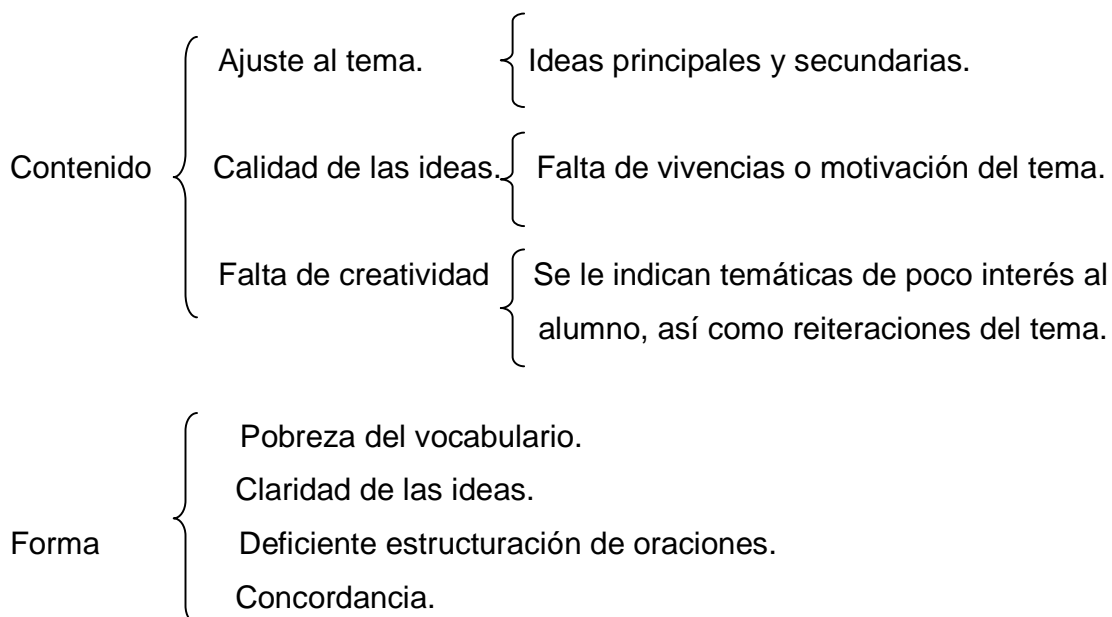 Ajuste al tema. Ideas principales y secundarias.
Contenido Calidad de las ideas. Falta de vivencias o motivación del tema.
Falta de creatividad Se le indican temáticas de poco interés al
alumno, así como reiteraciones del tema.
Pobreza del vocabulario.
Claridad de las ideas.
Forma Deficiente estructuración de oraciones.
Concordancia.